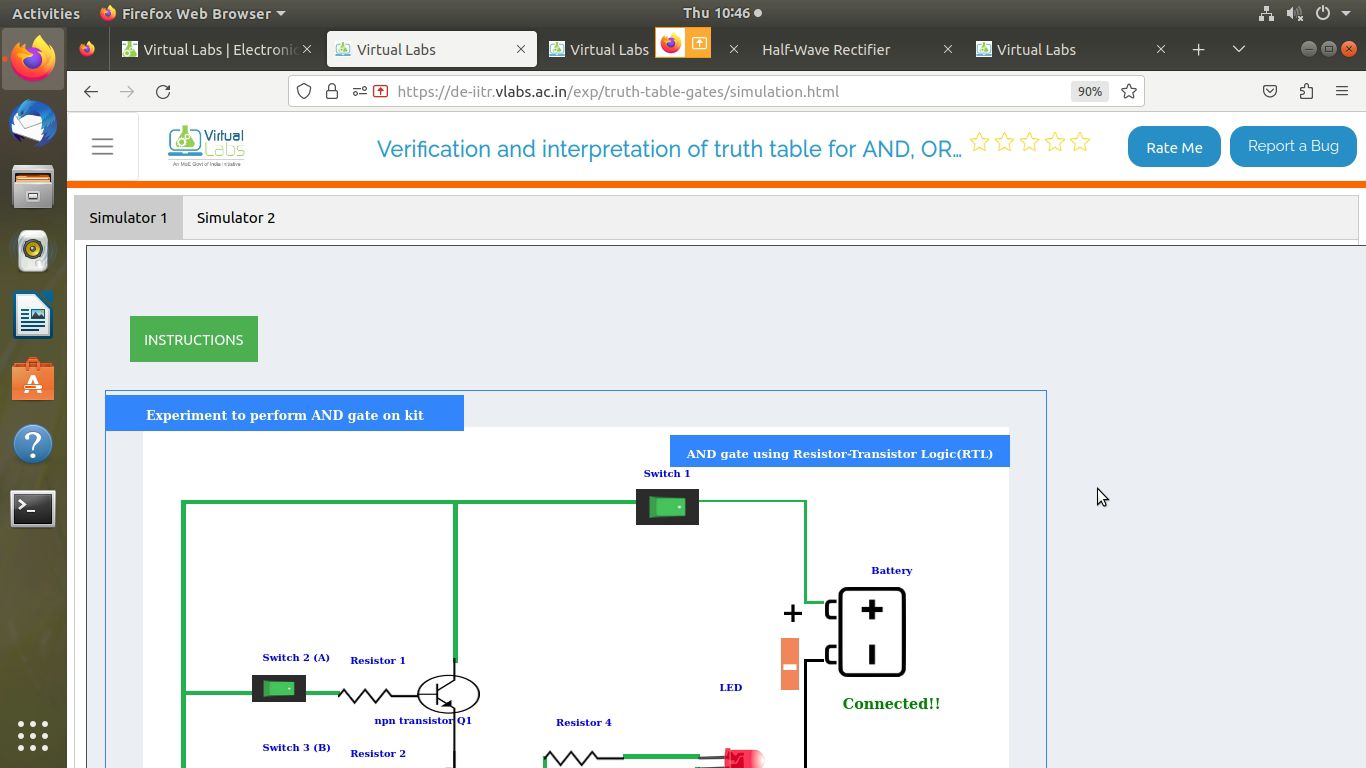 Activities
Firefox Web Browser
Thu 10:46
Virtual Labs | Electronic
Virtual Labs
Virtual Labs
Half-Wave Rectifier
Virtual Labs
https://de-iitr.vlabs.ac.in/exp/truth-table-gates/simulation.html
90%
Virtual
Labs
An MoE Govt of India Initiative
Verification and interpretation of truth table for AND, OR...
Rate Me
Report a Bug
Simulator 1
Simulator 2
INSTRUCTIONS
Experiment to perform AND gate on kit
AND gate using Resistor-Transistor Logic(RTL)
Switch 1
Battery
+
+
Switch 2 (A)
Resistor 1
LED
Connected!!
npn transistor Q1
Resistor 4
Switch 3 (B)
Resistor 2